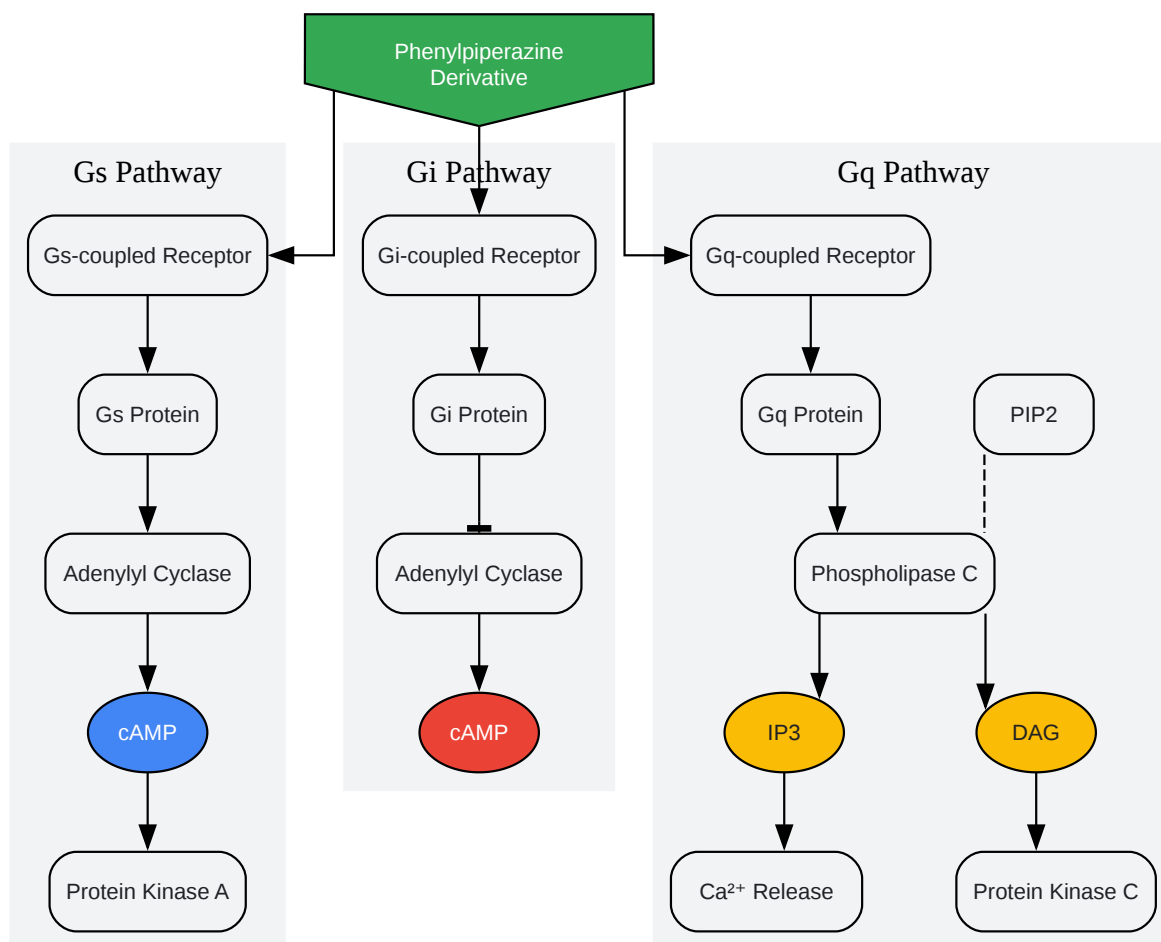 Phenylpiperazine
Derivative
Gs Pathway
Gs-coupled Receptor
Gs Protein
Adenylyl Cyclase
cAMP
Protein Kinase A
Gi Pathway
Gi-coupled Receptor
Gi Protein
Adenylyl Cyclase
cAMP
Gq Pathway
Gq-coupled Receptor
Gq Protein
PIP2
Phospholipase C
IP3
DAG
Ca²⁺ Release
Protein Kinase C